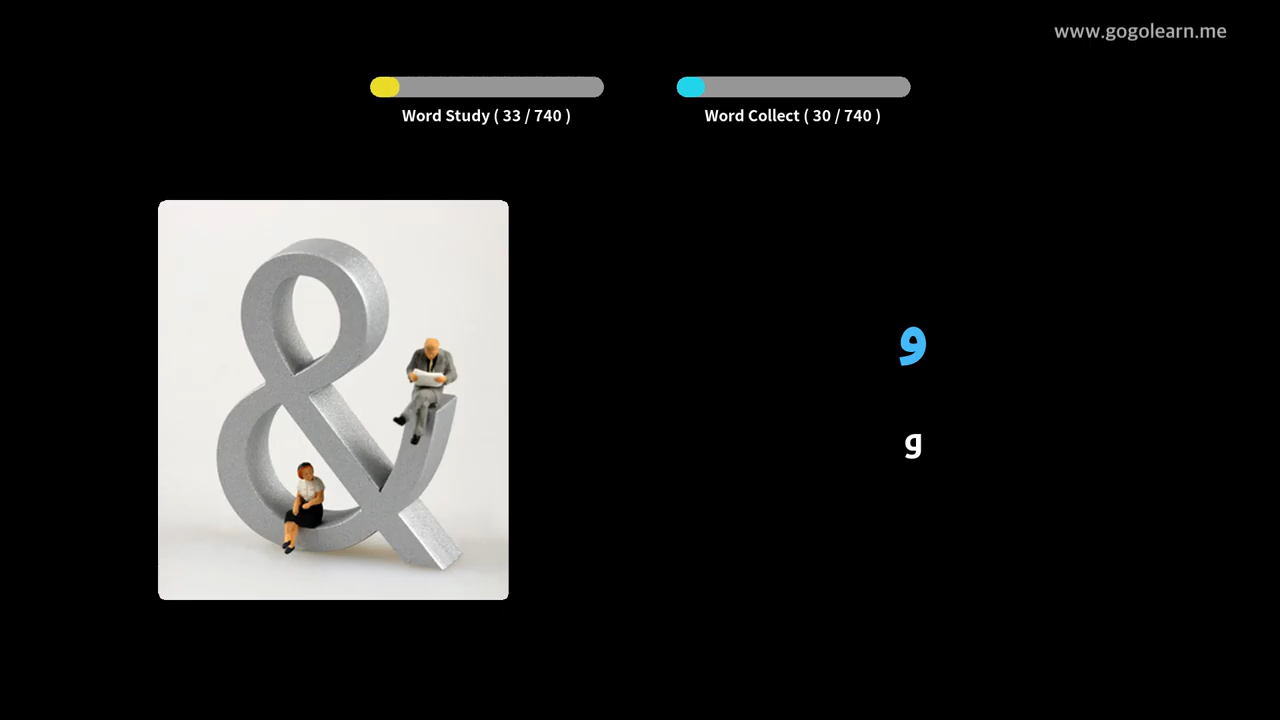 www.gogolearn.me
Word Study ( 33 / 740 )
Word Collect ( 30 / 740 )
&
و
و